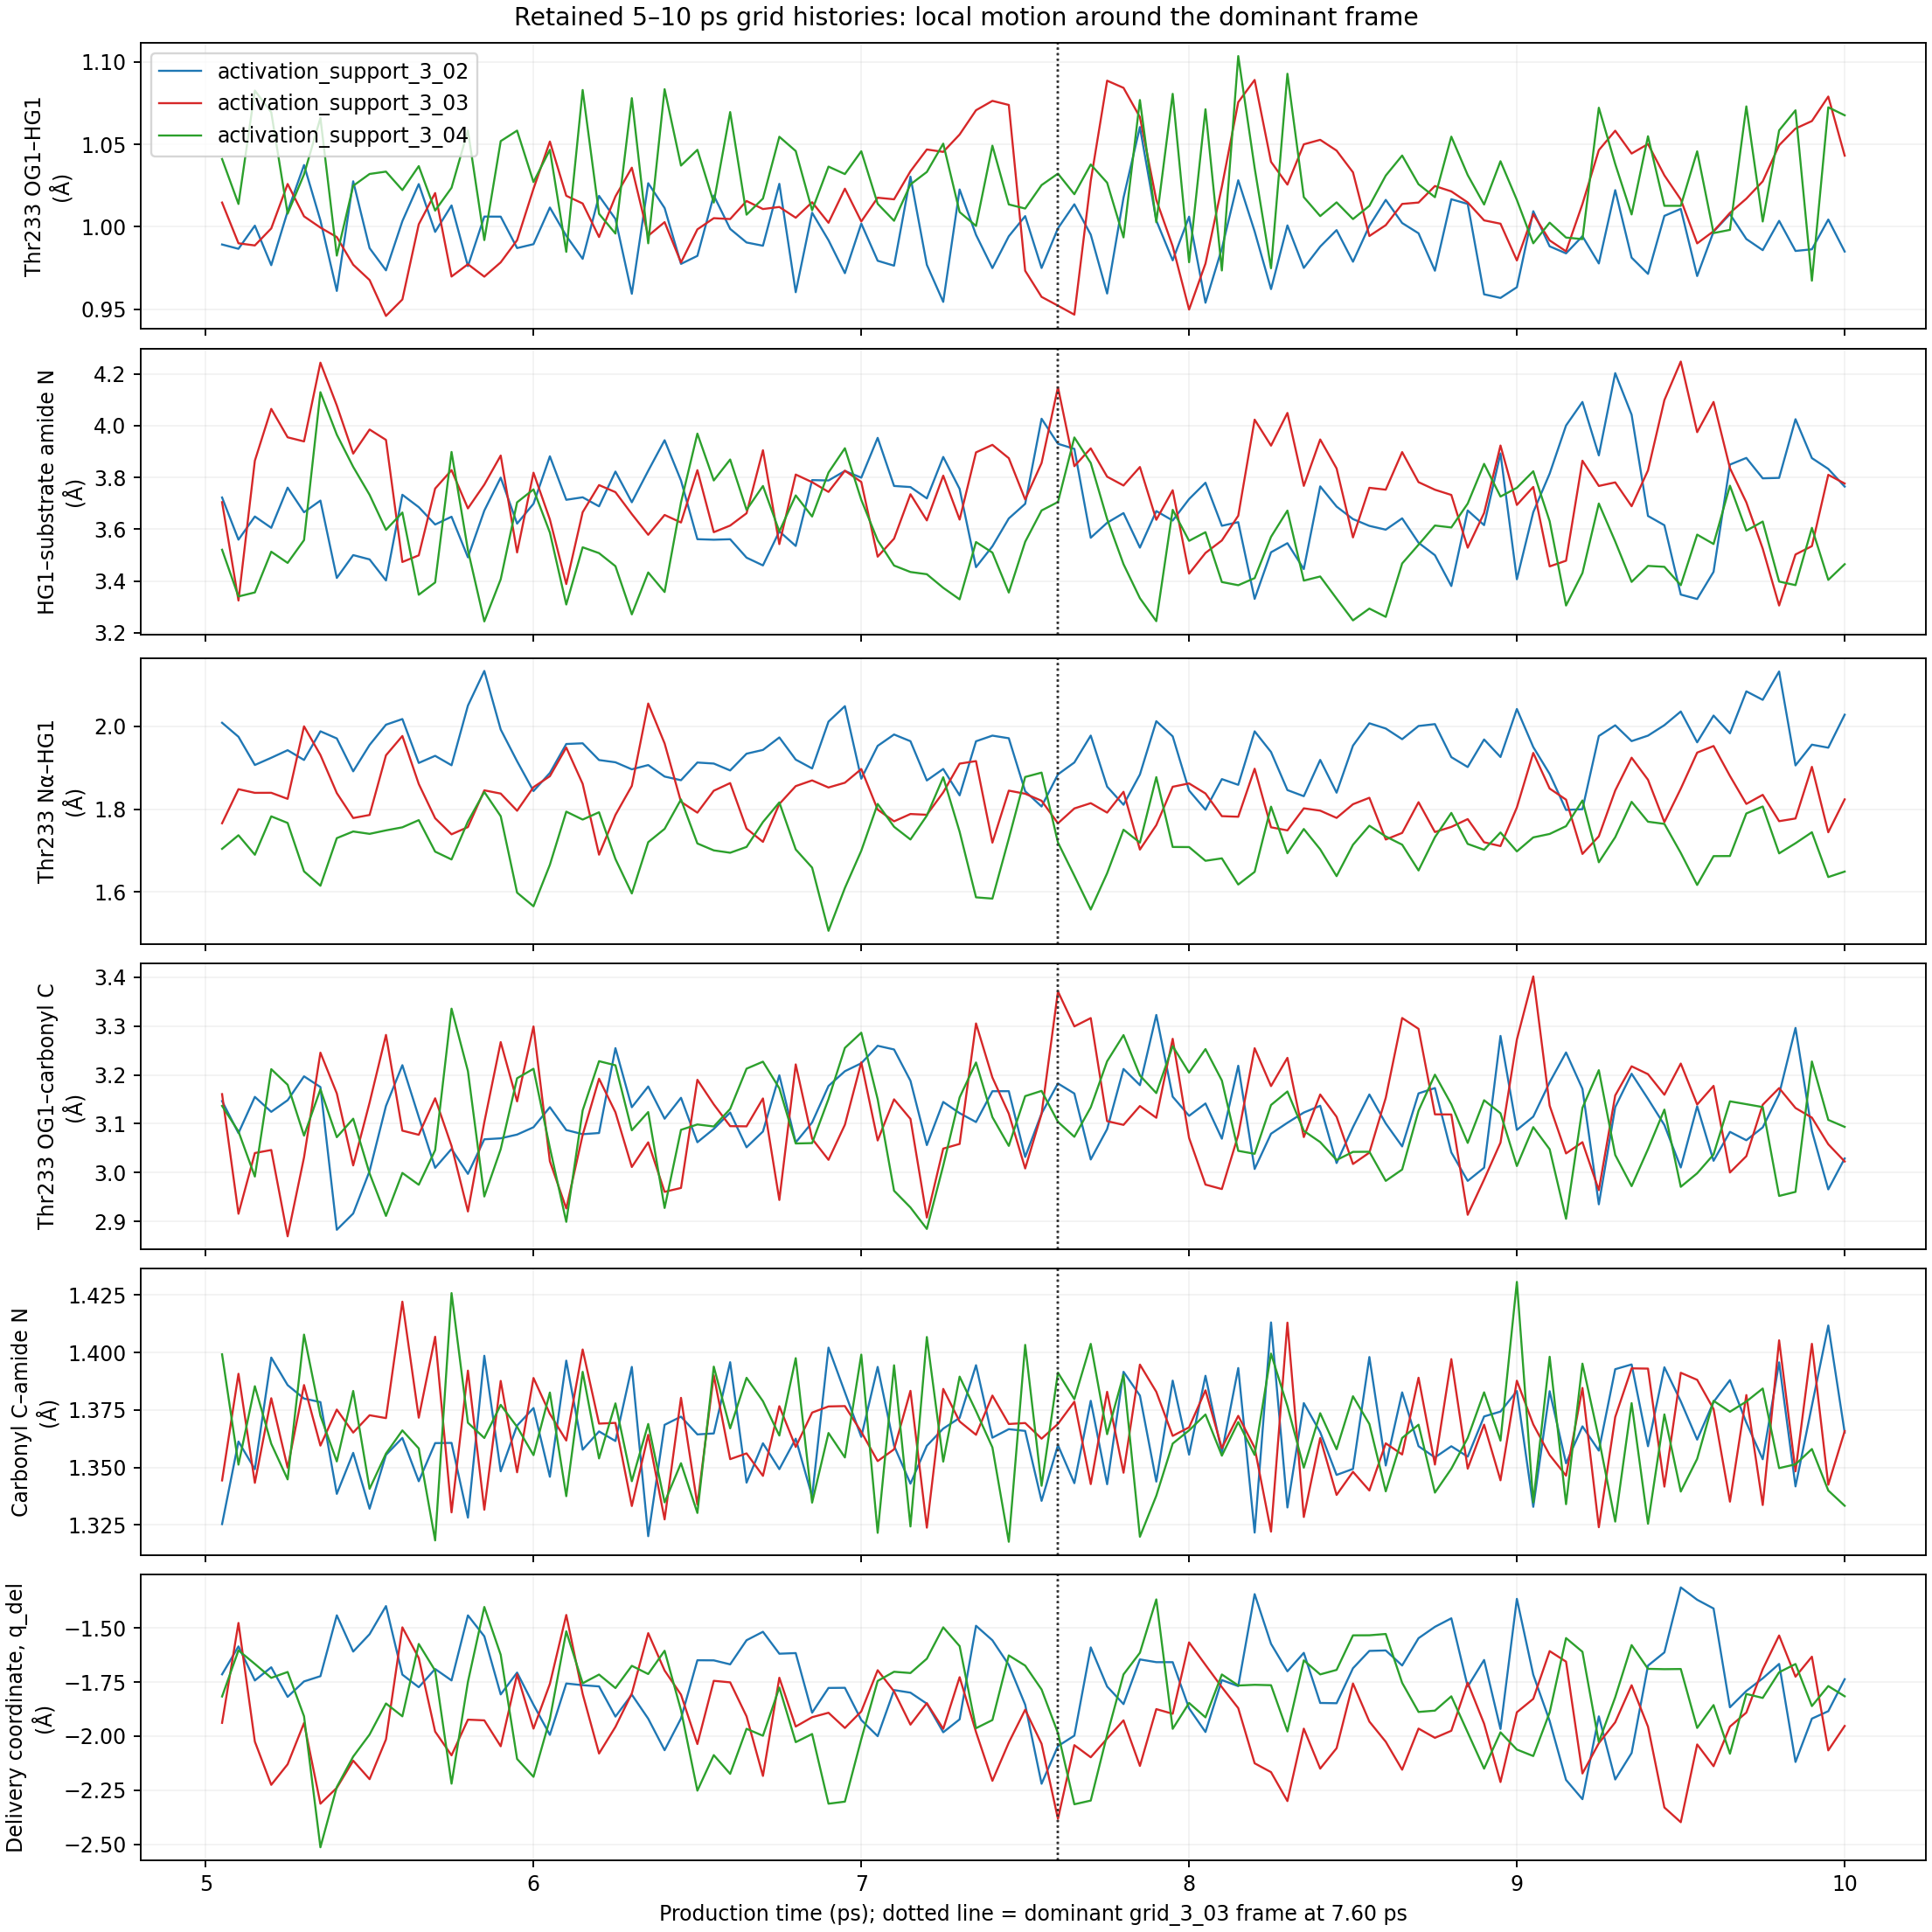 Retained 5–10 ps grid histories: local motion around the dominant frame
activation_support_3_02
activation_support_3_03
activation_support_3_04
Thr233 OG1–HG1
(Å)
1.10
1.05
1.00
0.95
HG1–substrate amide N
(Å)
4.2
4.0
3.8
3.6
3.4
3.2
Thr233 Nα–HG1
(Å)
2.0
1.8
1.6
Thr233 OG1–carbonyl C
(Å)
3.4
3.3
3.2
3.1
3.0
2.9
Carbonyl C–amide N
(Å)
1.425
1.400
1.375
1.350
1.325
Delivery coordinate, q_del
(Å)
−1.50
−1.75
−2.00
−2.25
−2.50
5 6 7 8 9 10
Production time (ps); dotted line = dominant grid_3_03 frame at 7.60 ps